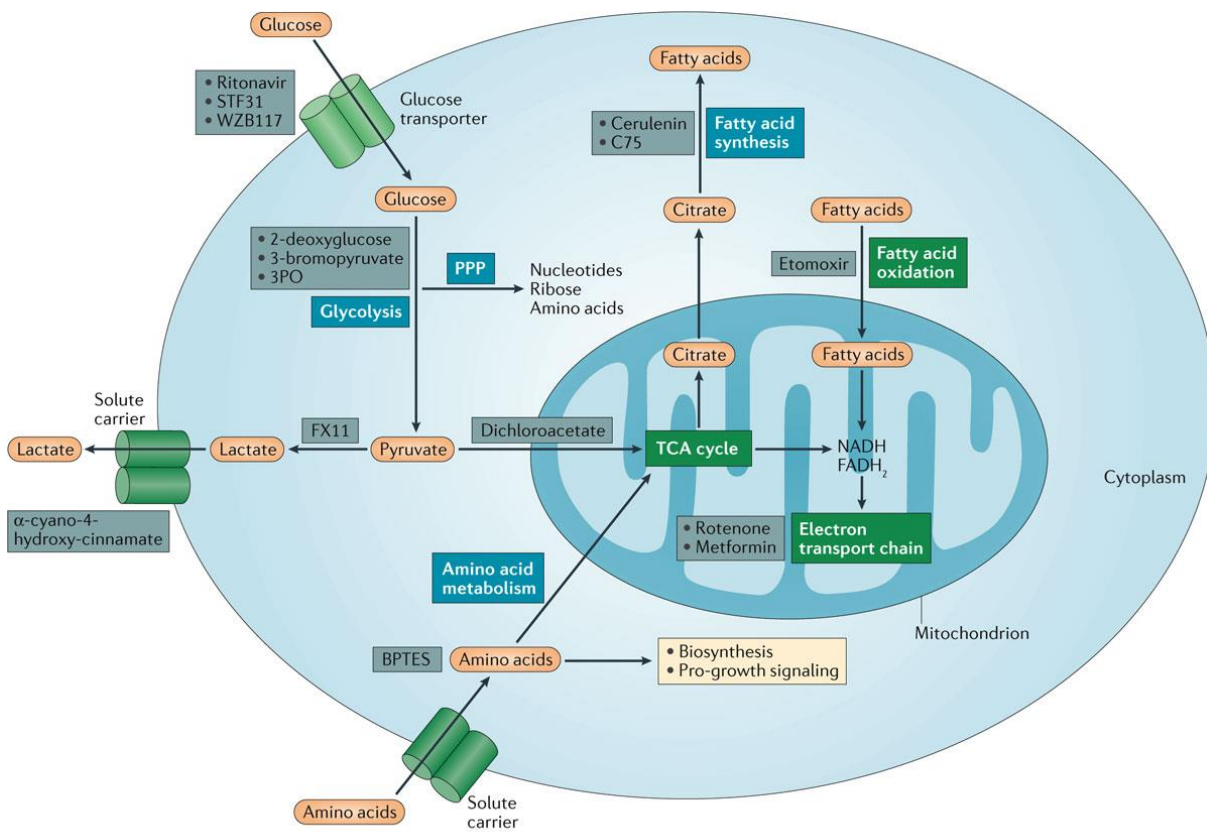 Glucose
• Ritonavir
• STF31
• WZB117
Glucose
transporter
Glucose
• 2-deoxyglucose
• 3-bromopyruvate
• 3PO
PPP
Nucleotides
Ribose
Amino acids
Glycolysis
Fatty acids
• Cerulenin
• C75
Fatty acid
synthesis
Citrate
Fatty acids
Etomoxir
Fatty acid
oxidation
Citrate
Fatty acids
Solute
carrier
Lactate
Lactate
FX11
Pyruvate
Dichloroacetate
TCA cycle
NADH
FADH₂
Cytoplasm
α-cyano-4-
hydroxy-cinnamate
• Rotenone
• Metformin
Electron
transport chain
Amino acid
metabolism
Mitochondrion
BPTES
Amino acids
• Biosynthesis
• Pro-growth signaling
Amino acids
Solute
carrier